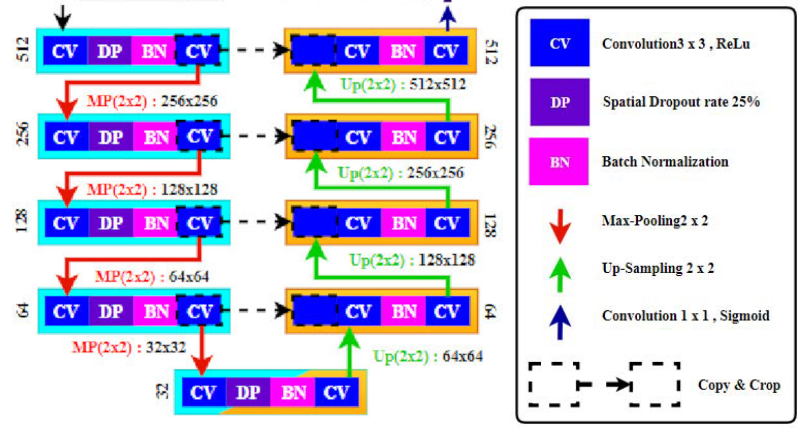 512 CV DP BN CV CV BN CV 512
MP(2x2) : 256x256 Up(2x2) : 512x512
256 CV DP BN CV CV BN CV 256
MP(2x2) : 128x128 Up(2x2) : 256x256
128 CV DP BN CV CV BN CV 128
MP(2x2) : 64x64 Up(2x2) : 128x128
64 CV DP BN CV CV BN CV 64
MP(2x2) : 32x32 Up(2x2) : 64x64
32 CV DP BN CV
CV Convolution3 x 3 , ReLu
DP Spatial Dropout rate 25%
BN Batch Normalization
Max-Pooling2 x 2
Up-Sampling 2 x 2
Convolution 1 x 1 , Sigmoid
Copy & Crop